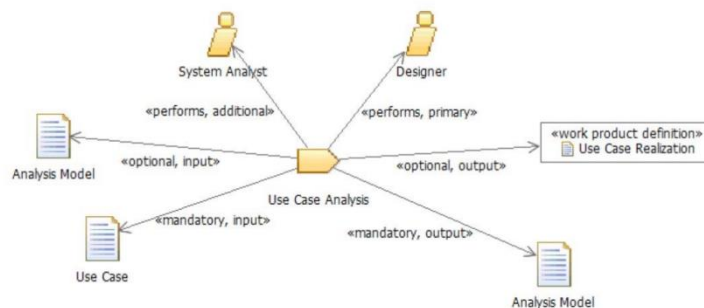 System Analyst
Designer
«performs, additional»
«performs, primary»
«work product definition»
Use Case Realization
«optional, input»
«optional, output»
Analysis Model
Use Case Analysis
«mandatory, input»
«mandatory, output»
Use Case
Analysis Model